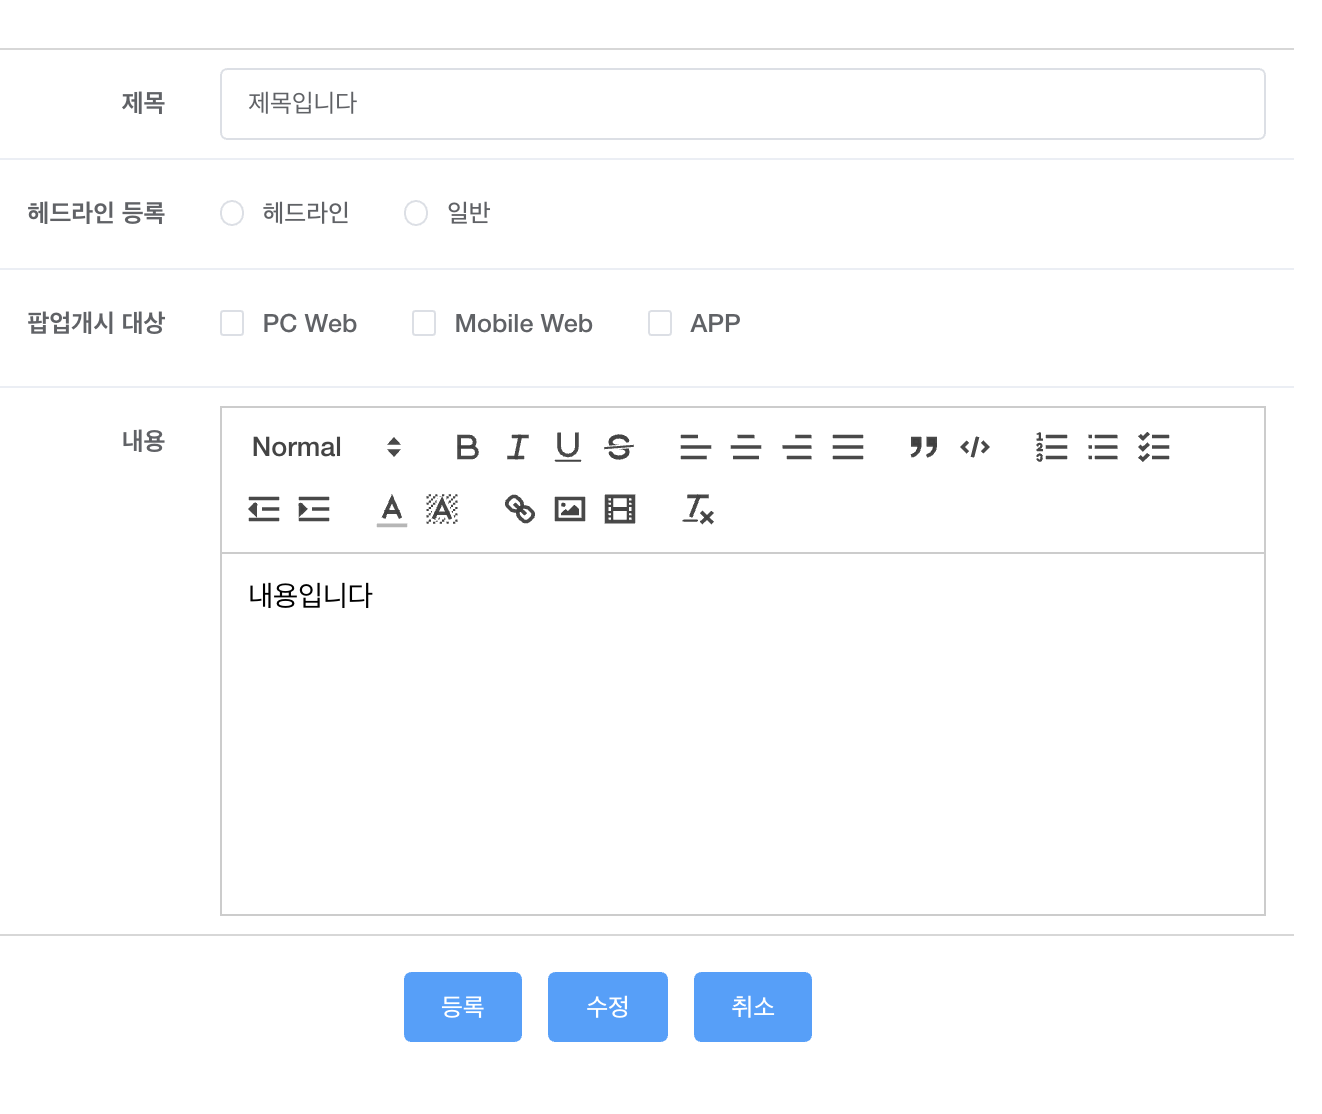 제목 제목입니다
헤드라인 등록 헤드라인 일반
팝업개시 대상 PC Web Mobile Web APP
내용 Normal
내용입니다
등록 수정 취소